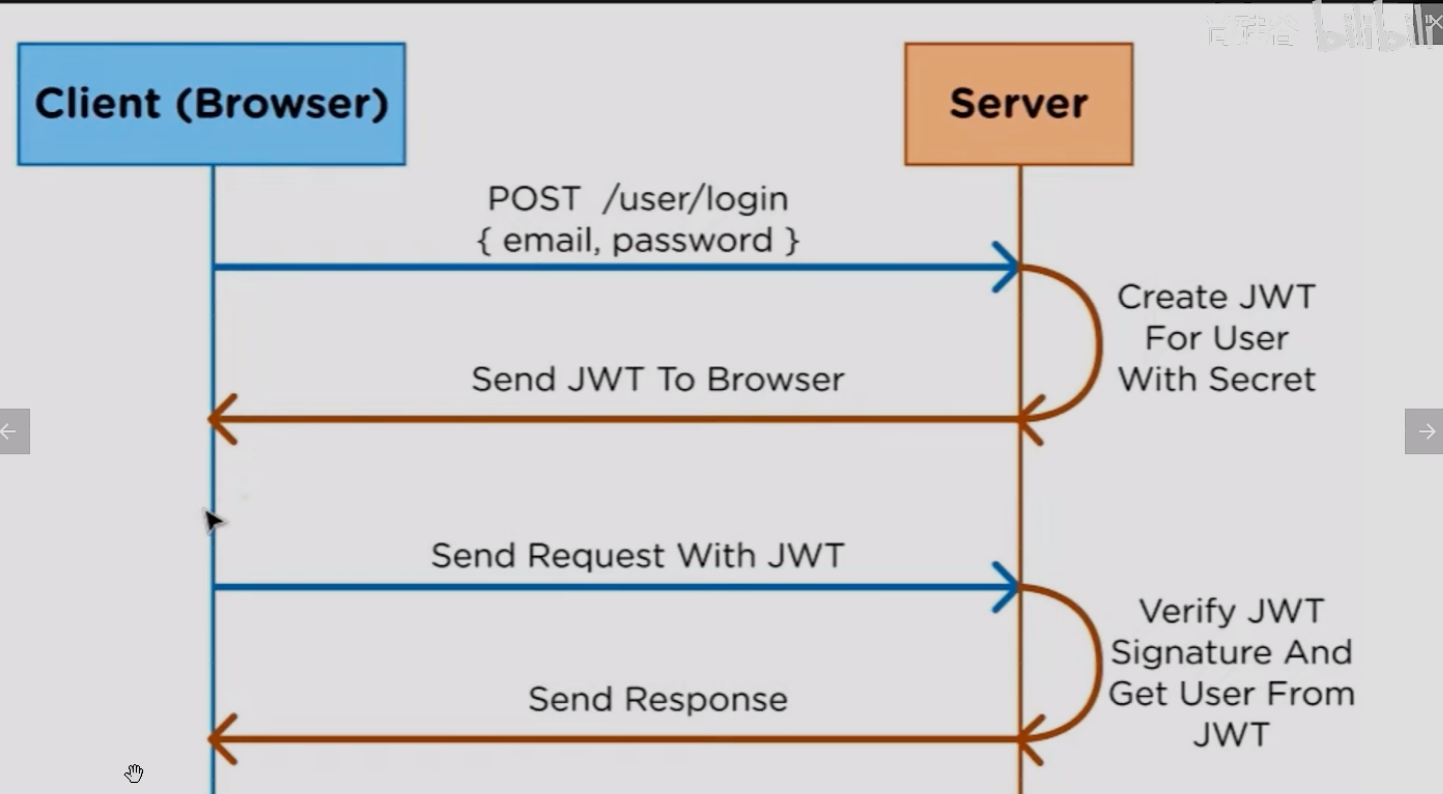 尚硅谷 bilibili
Client (Browser)
Server
POST /user/login
{ email, password }
Create JWT
For User
With Secret
Send JWT To Browser
Send Request With JWT
Verify JWT
Signature And
Get User From
JWT
Send Response